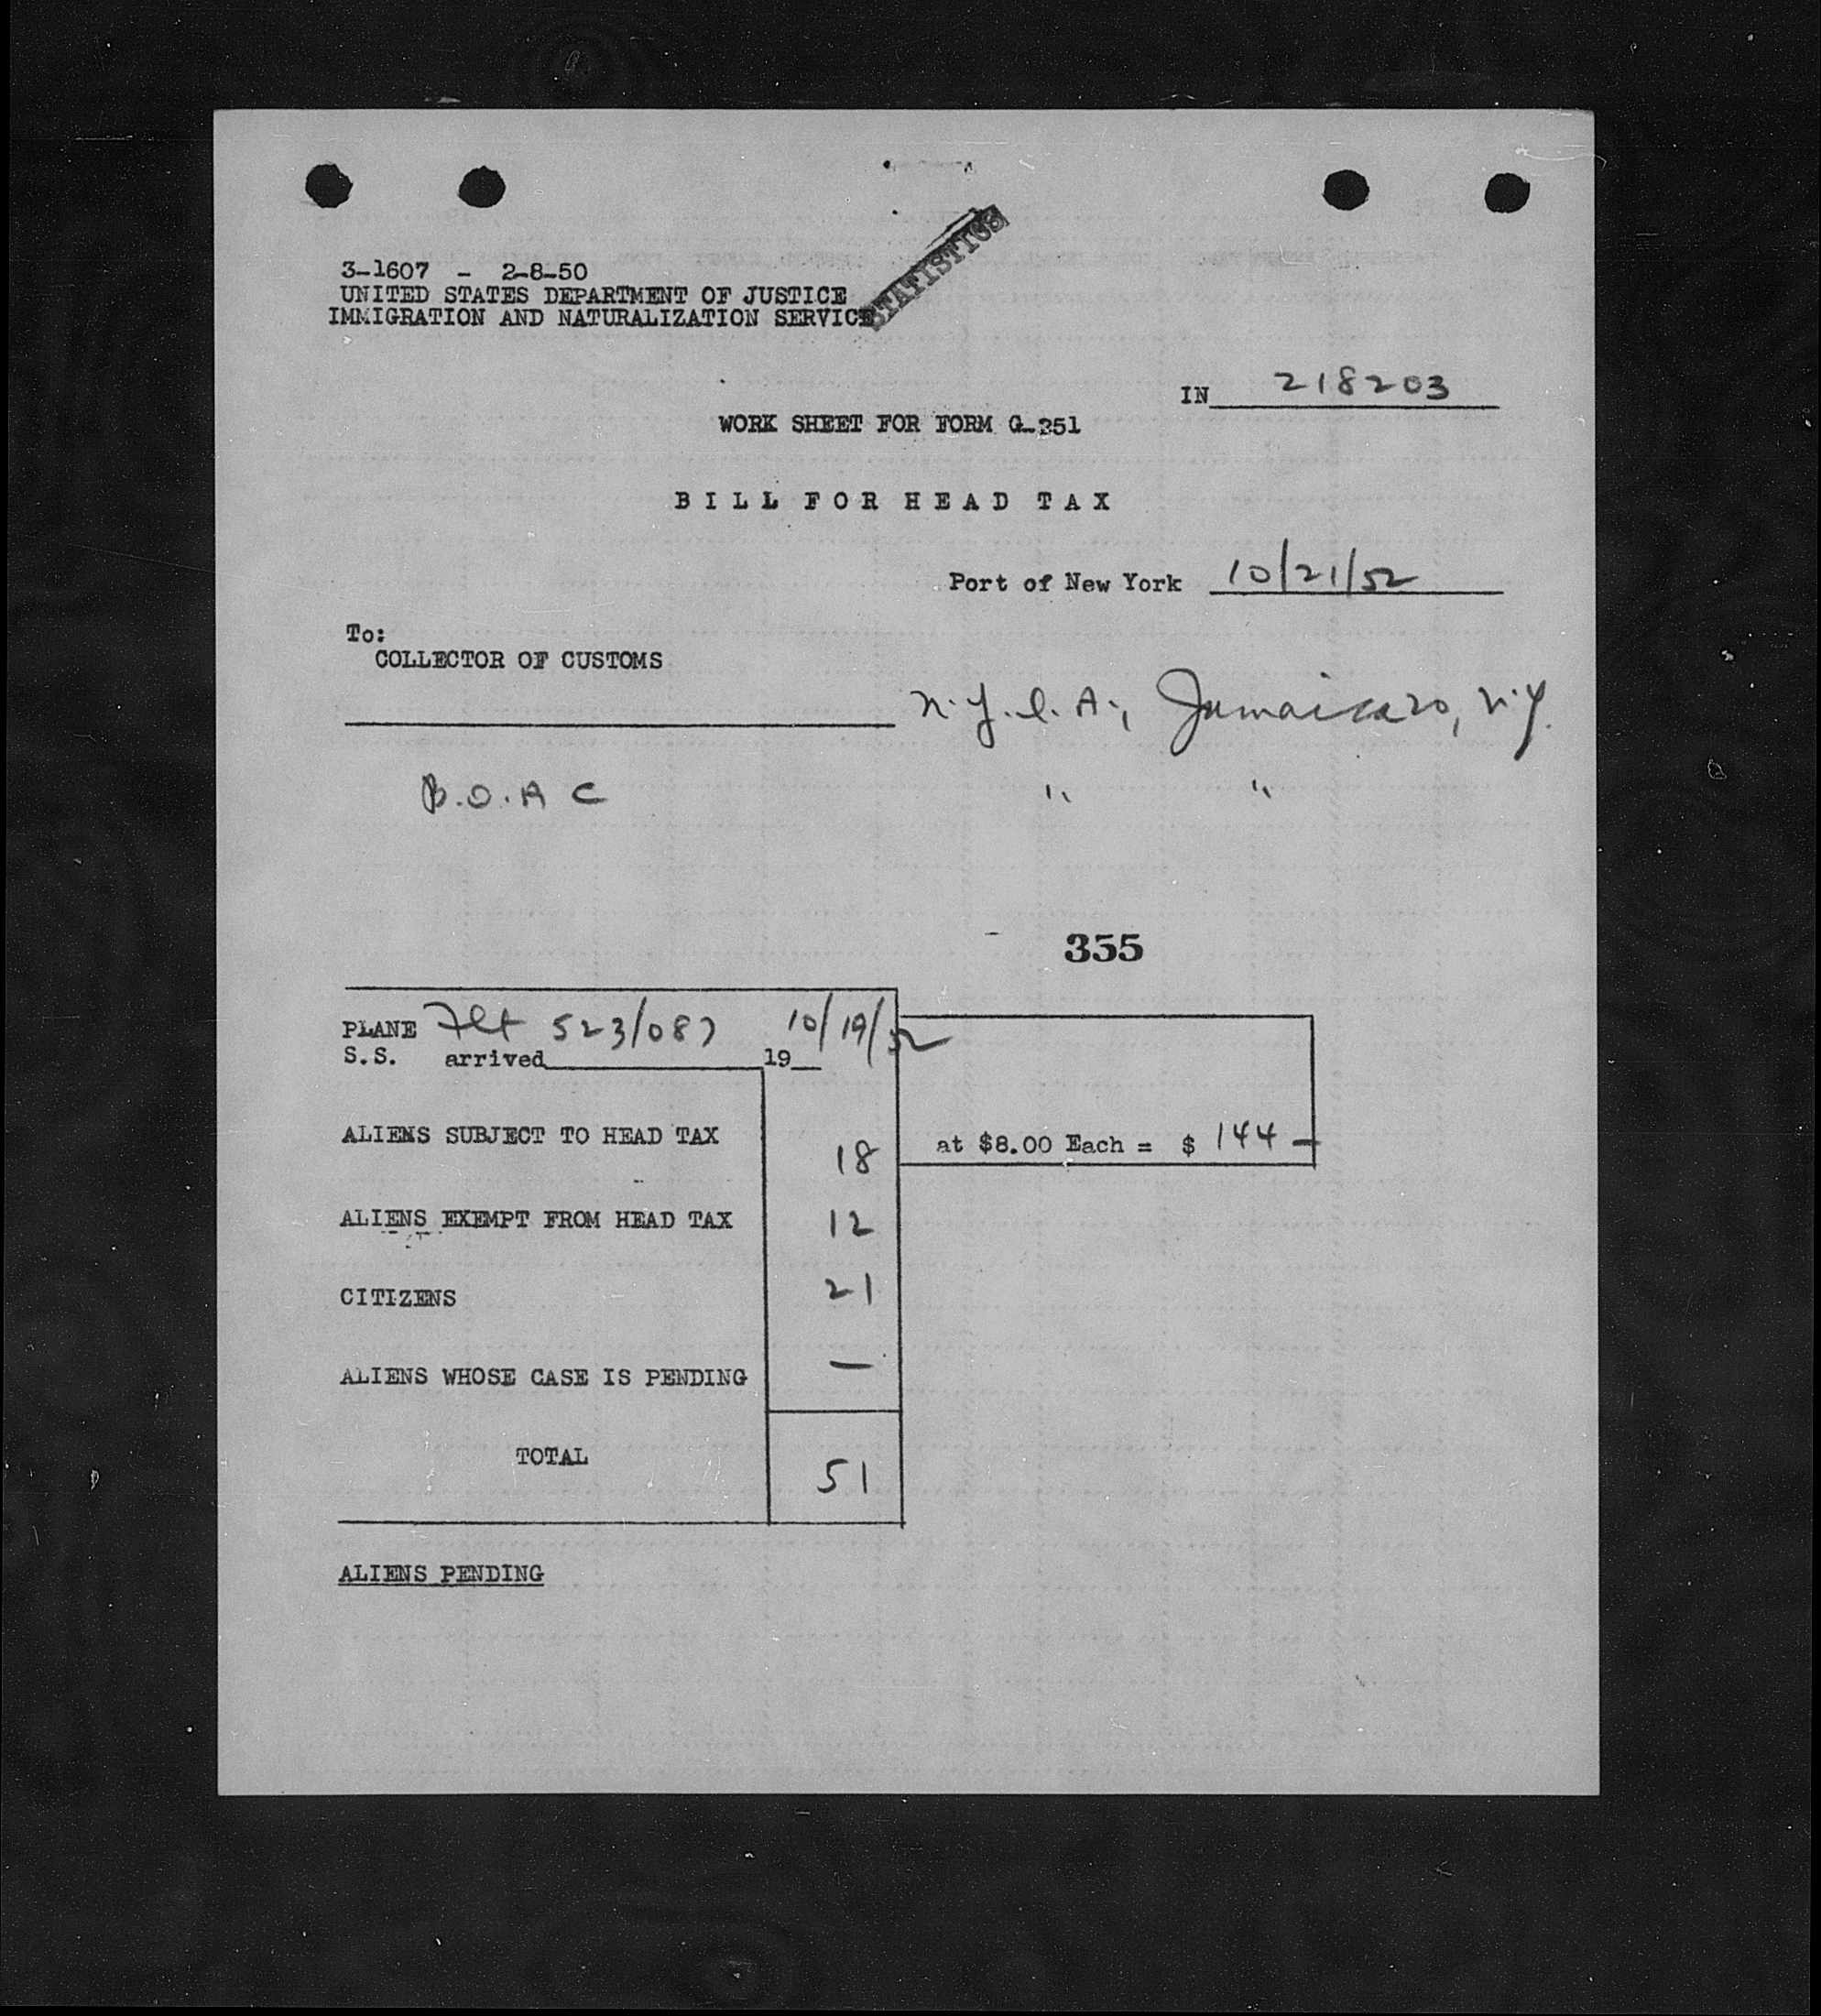 STATISTICS
3-1607 - 2-8-50
UNITED STATES DEPARTMENT OF JUSTICE
IMMIGRATION AND NATURALIZATION SERVICE
IN 218203
WORK SHEET FOR FORM G-251
BILL FOR HEAD TAX
Port of New York 10/21/52
To:
COLLECTOR OF CUSTOMS
N.Y.I.A., Jamaica 20, N.Y.
B.O.A C " "
355
PLANE Flt 523/087 10/19/52
S.S. arrived 19
ALIENS SUBJECT TO HEAD TAX 18 at $8.00 Each = $ 144 -
ALIENS EXEMPT FROM HEAD TAX 12
CITIZENS 21
ALIENS WHOSE CASE IS PENDING —
TOTAL 51
ALIENS PENDING